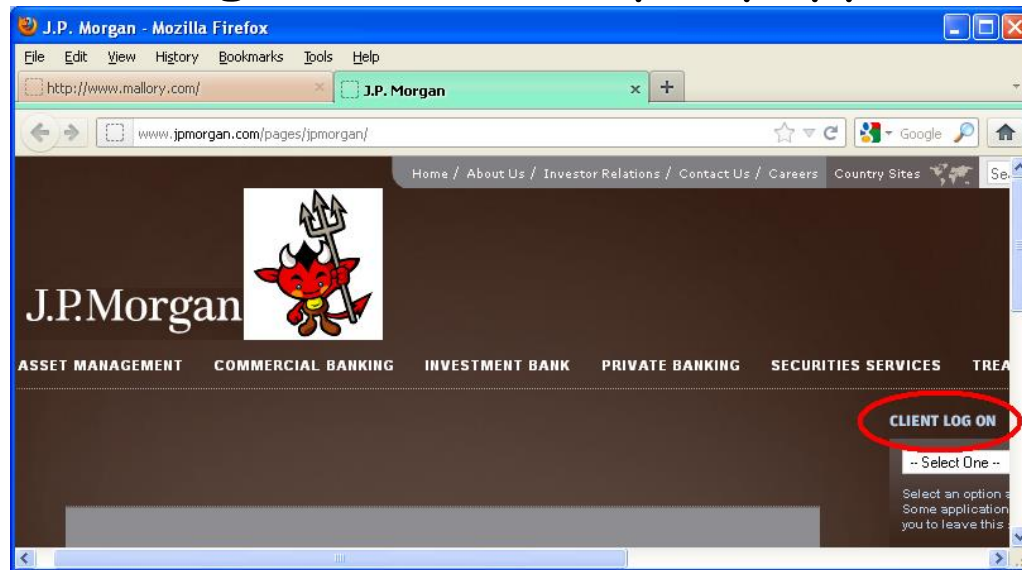 J.P. Morgan - Mozilla Firefox
File Edit View History Bookmarks Tools Help
http://www.mallory.com/ × J.P. Morgan × +
www.jpmorgan.com/pages/jpmorgan/ Google
Home / About Us / Investor Relations / Contact Us / Careers Country Sites
J.P.Morgan
ASSET MANAGEMENT COMMERCIAL BANKING INVESTMENT BANK PRIVATE BANKING SECURITIES SERVICES
CLIENT LOG ON
-- Select One --
Select an option
Some application
you to leave this